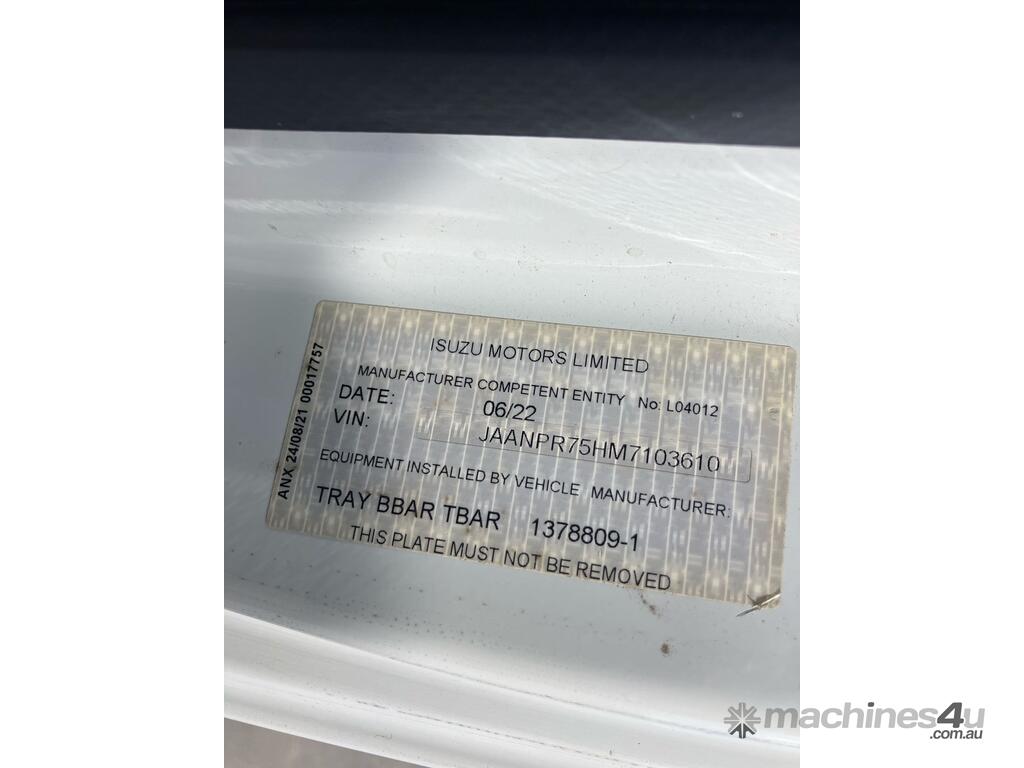 ISUZU MOTORS LIMITED
MANUFACTURER COMPETENT ENTITY No: L04012
DATE: 06/22
VIN: JAANPR75HM7103610
EQUIPMENT INSTALLED BY VEHICLE MANUFACTURER:
TRAY BBAR TBAR 1378809-1
THIS PLATE MUST NOT BE REMOVED
ANX 24/08/21 00017757
machines4u
.com.au